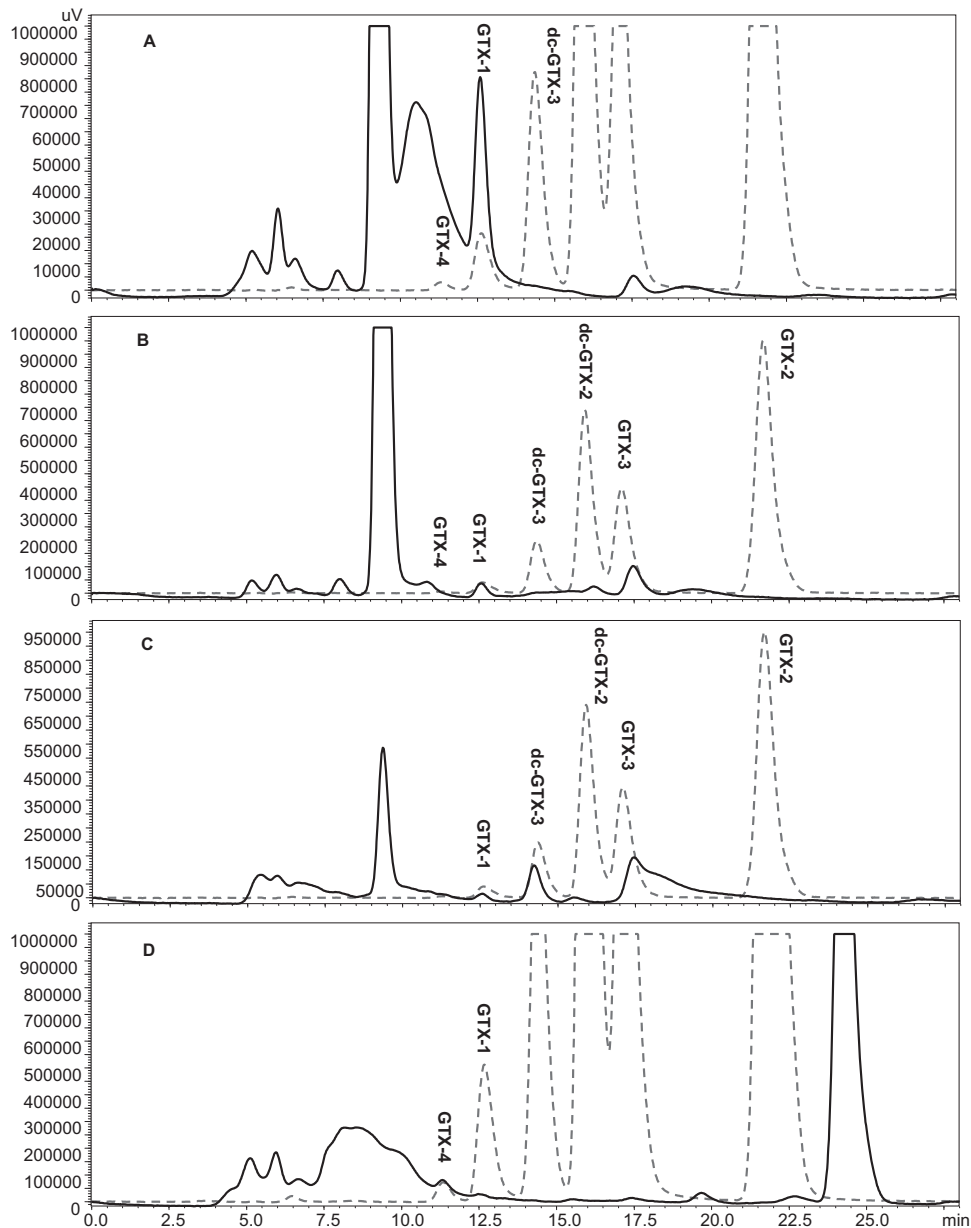 uV
A
1000000
900000
800000
700000
60000
50000
40000
30000
20000
10000
0
GTX-4
GTX-1
dc-GTX-3
B
1000000
900000
800000
700000
600000
500000
400000
300000
200000
100000
0
GTX-4
GTX-1
dc-GTX-3
dc-GTX-2
GTX-3
GTX-2
C
950000
850000
750000
650000
550000
450000
350000
250000
150000
50000
0
GTX-1
dc-GTX-3
dc-GTX-2
GTX-3
GTX-2
D
1000000
900000
800000
700000
600000
500000
400000
300000
200000
100000
0
GTX-4
GTX-1
0.0 2.5 5.0 7.5 10.0 12.5 15.0 17.5 20.0 22.5 25.0 min